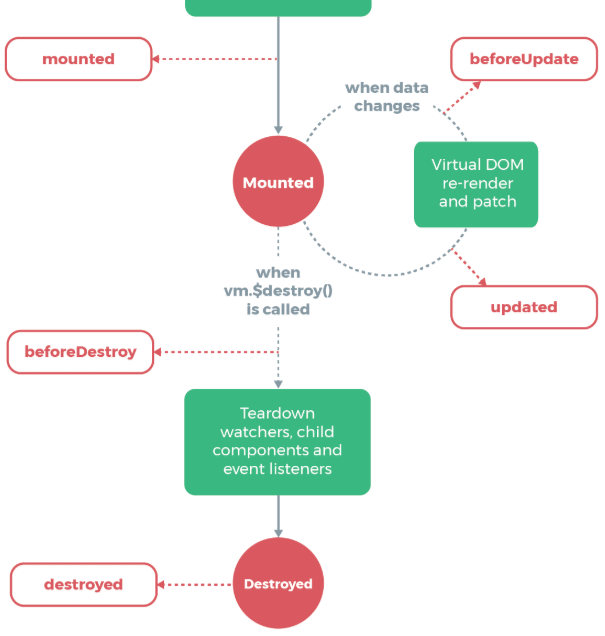 mounted
beforeUpdate
when data
changes
Virtual DOM
re-render
and patch
Mounted
when
vm.$destroy()
is called
updated
beforeDestroy
Teardown
watchers, child
components and
event listeners
destroyed
Destroyed